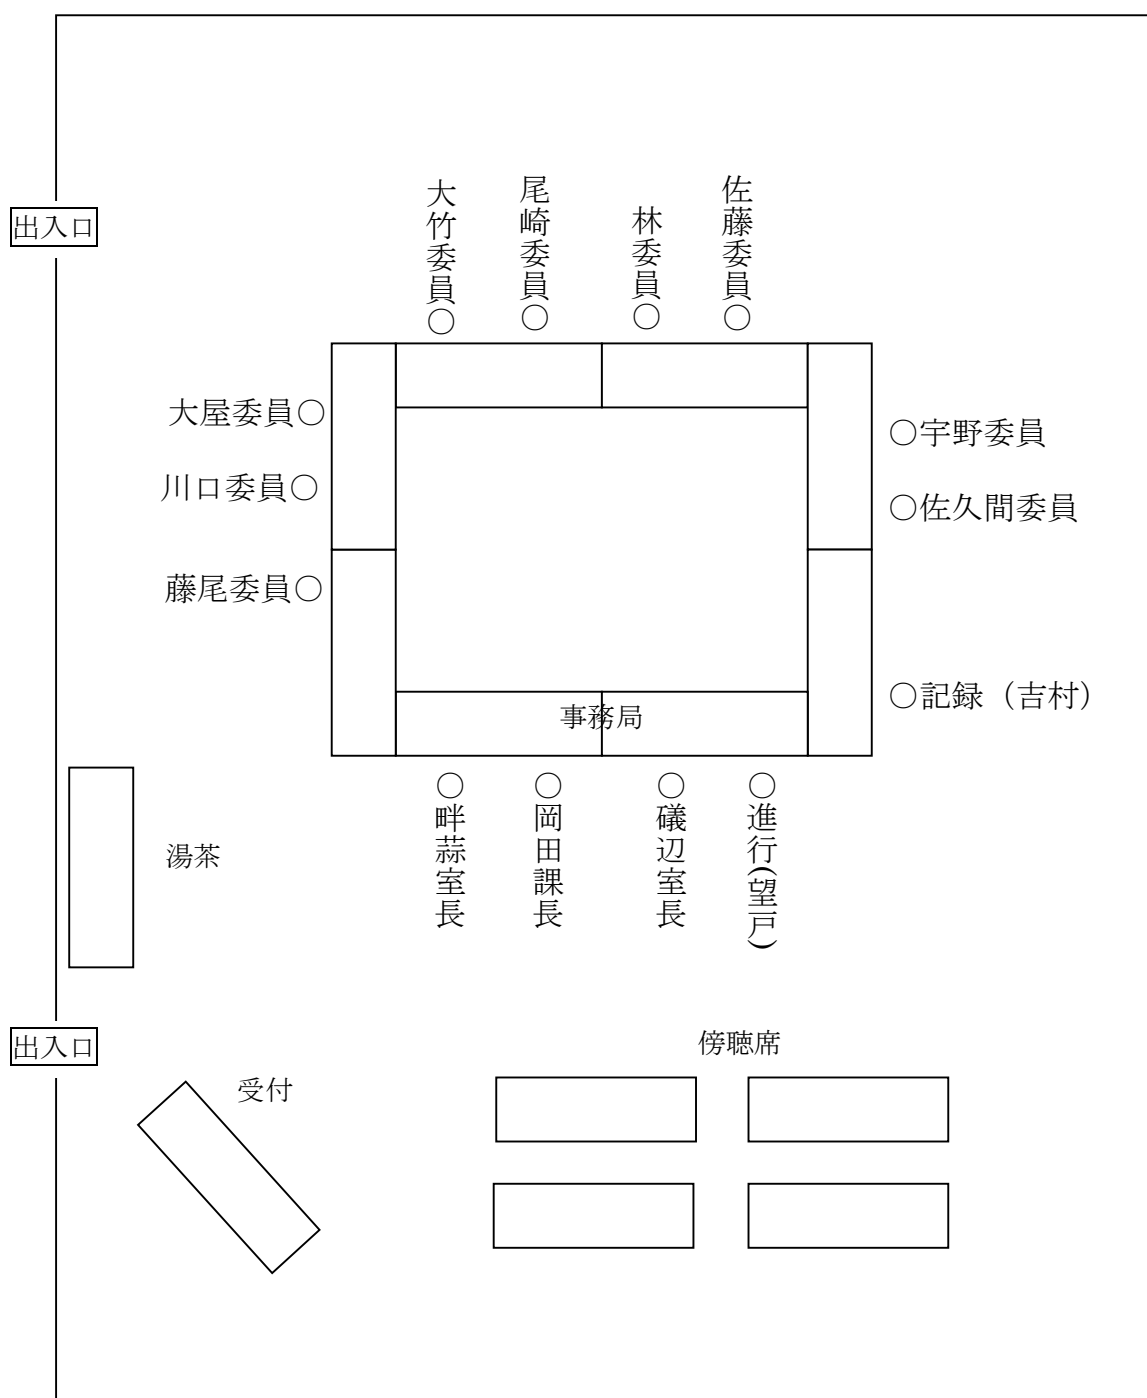 出入口
大竹委員○
尾崎委員○
林委員○
佐藤委員○
大屋委員○
川口委員○
藤尾委員○
○宇野委員
○佐久間委員
○記録（吉村）
事務局
○畔蒜室長
○岡田課長
○礒辺室長
○進行(望戸)
湯茶
出入口
受付
傍聴席